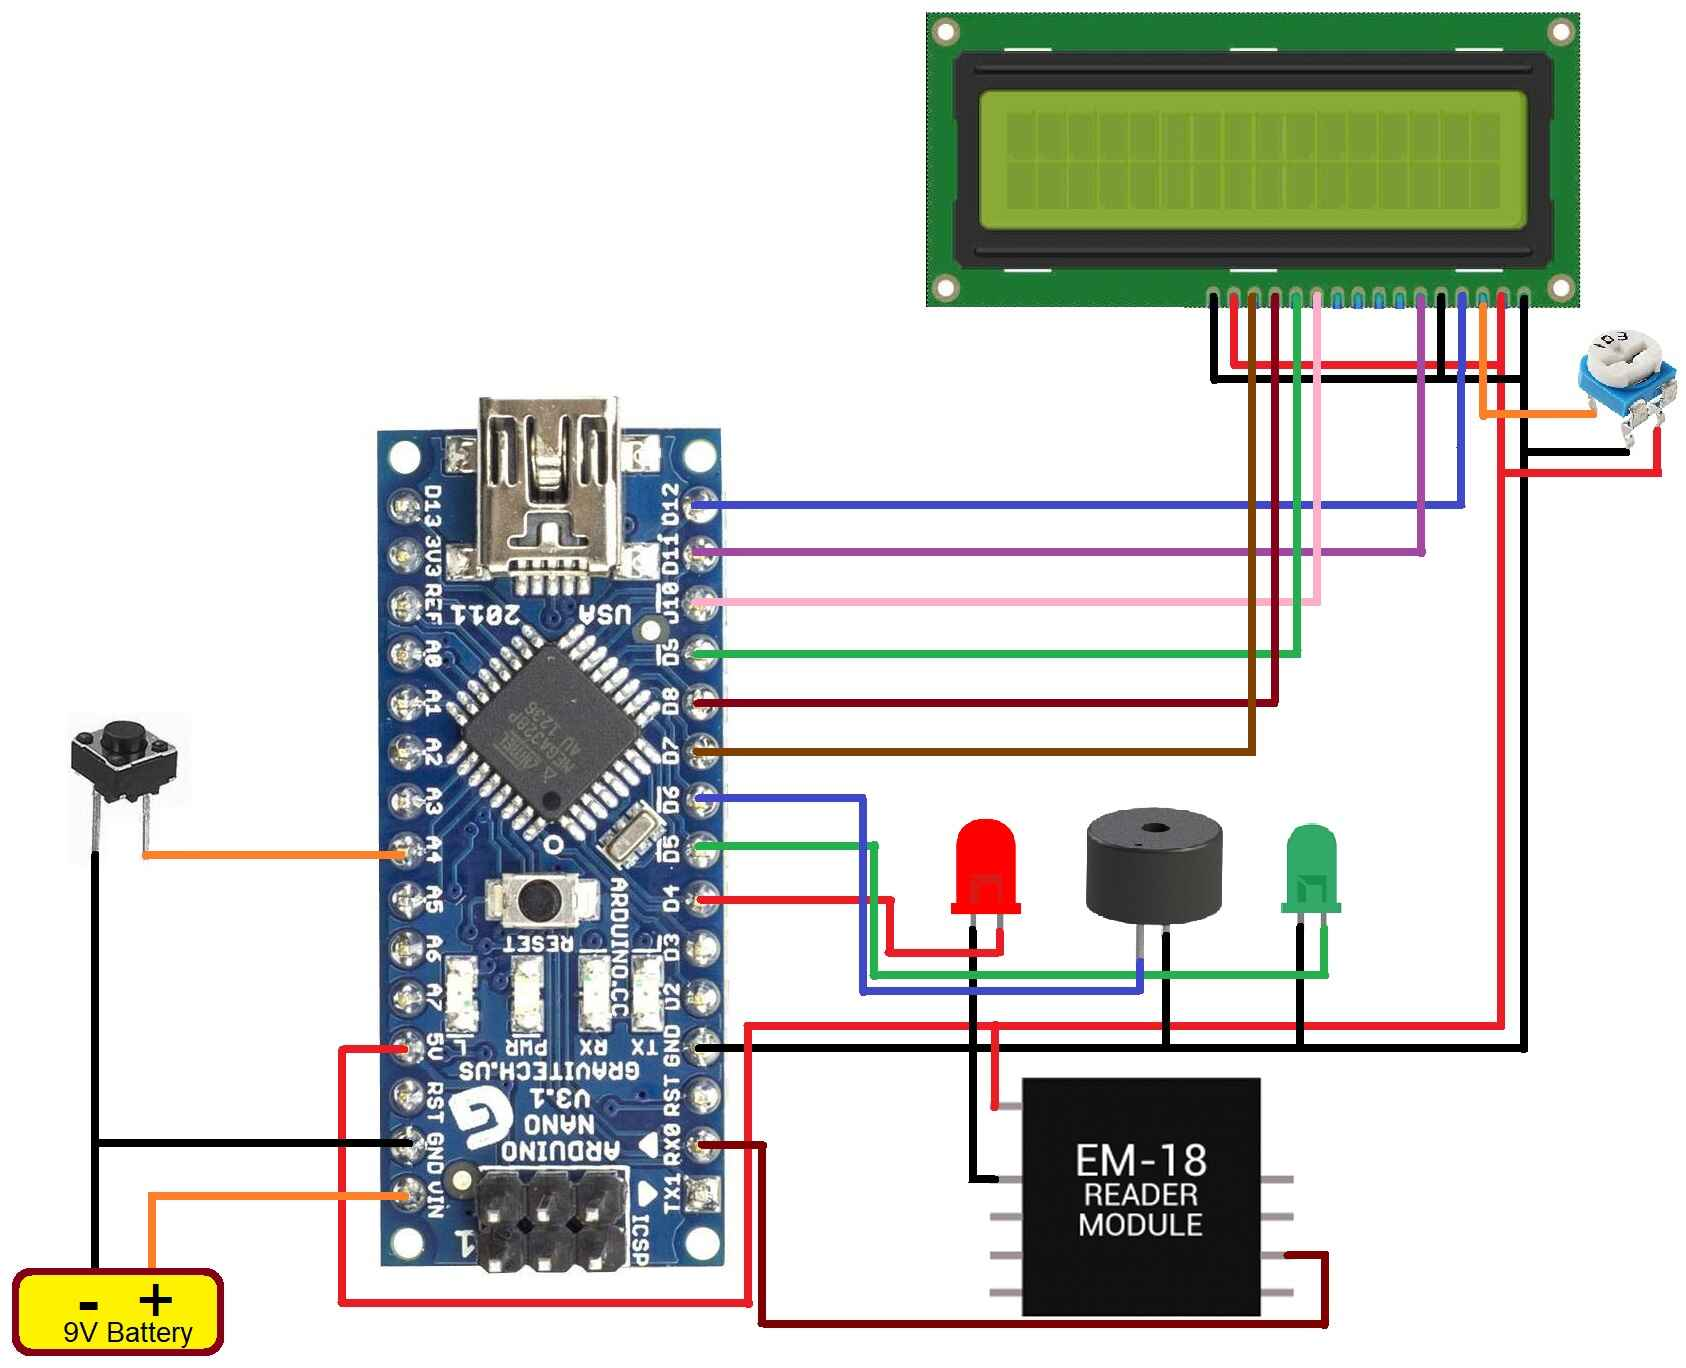 103
D13
3V3
REF
A0
A1
A2
A3
A4
A5
A6
A7
5V
RST
GND
VIN
D12
D11
D10
D9
D8
D7
D6
D5
D4
D3
D2
GND
RST
RX0
TX1
2011
USA
RESET
ARDUINO.CC
L
PWR
RX
TX
GRAVITECH.US
V3.1
NANO
ARDUINO
ICSP
1
EM-18
READER
MODULE
- +
9V Battery